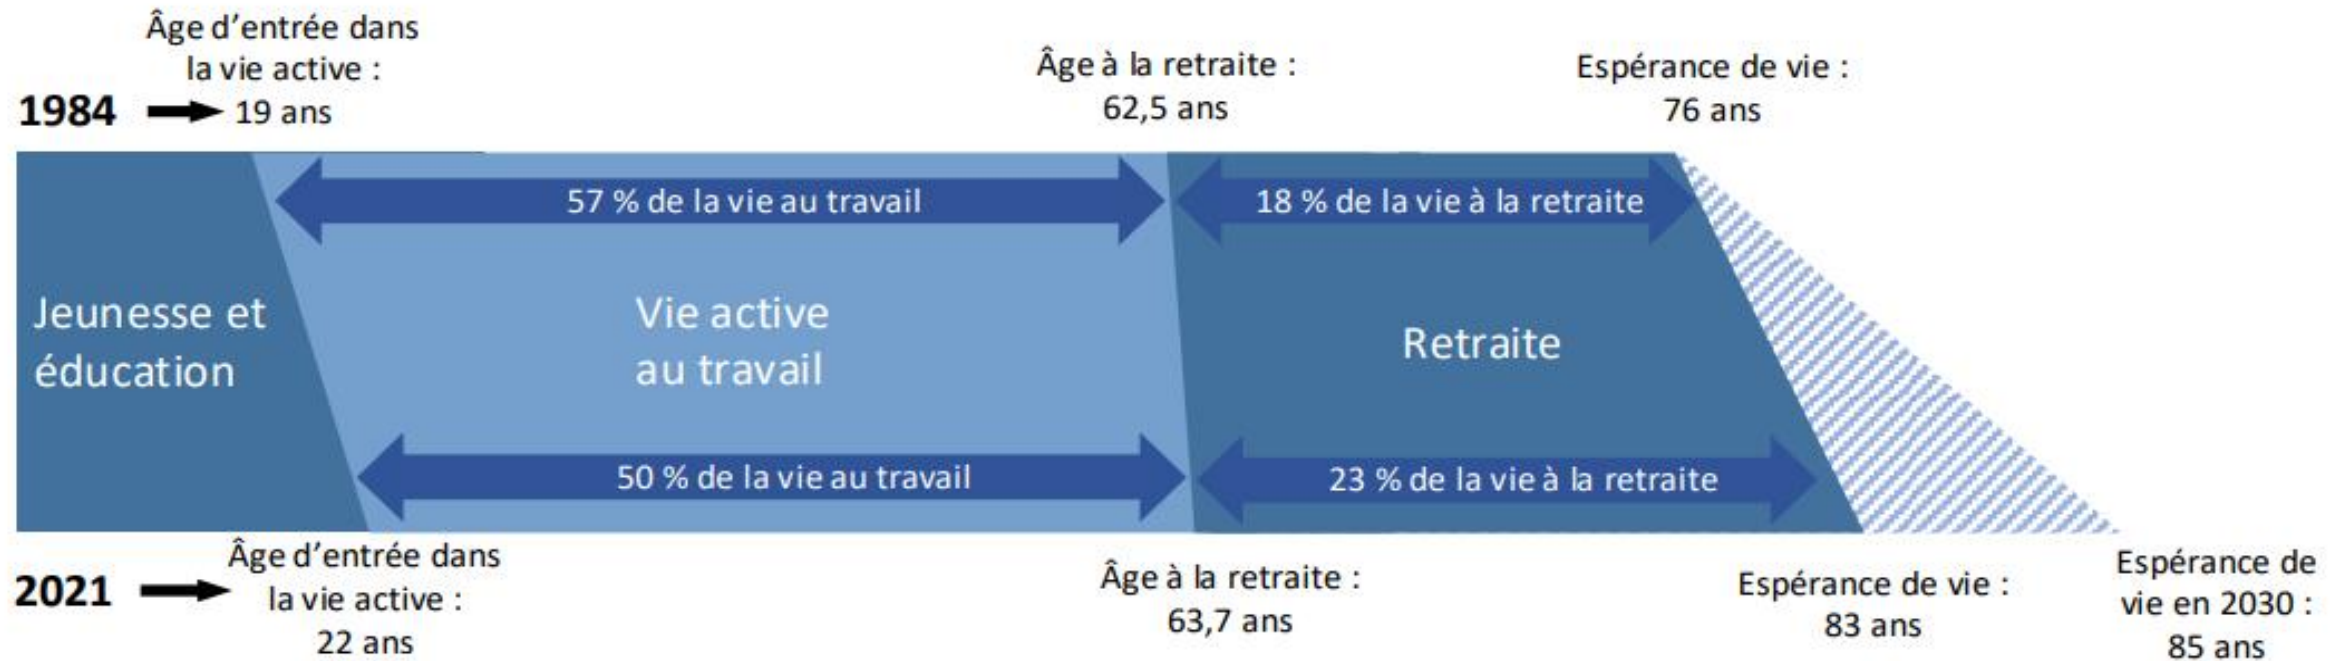 Âge d’entrée dans
la vie active :
1984
19 ans
Âge à la retraite :
62,5 ans
Espérance de vie :
76 ans
57 % de la vie au travail
18 % de la vie à la retraite
Jeunesse et
éducation
Vie active
au travail
Retraite
50 % de la vie au travail
23 % de la vie à la retraite
2021
Âge d’entrée dans
la vie active :
22 ans
Âge à la retraite :
63,7 ans
Espérance de vie :
83 ans
Espérance de
vie en 2030 :
85 ans